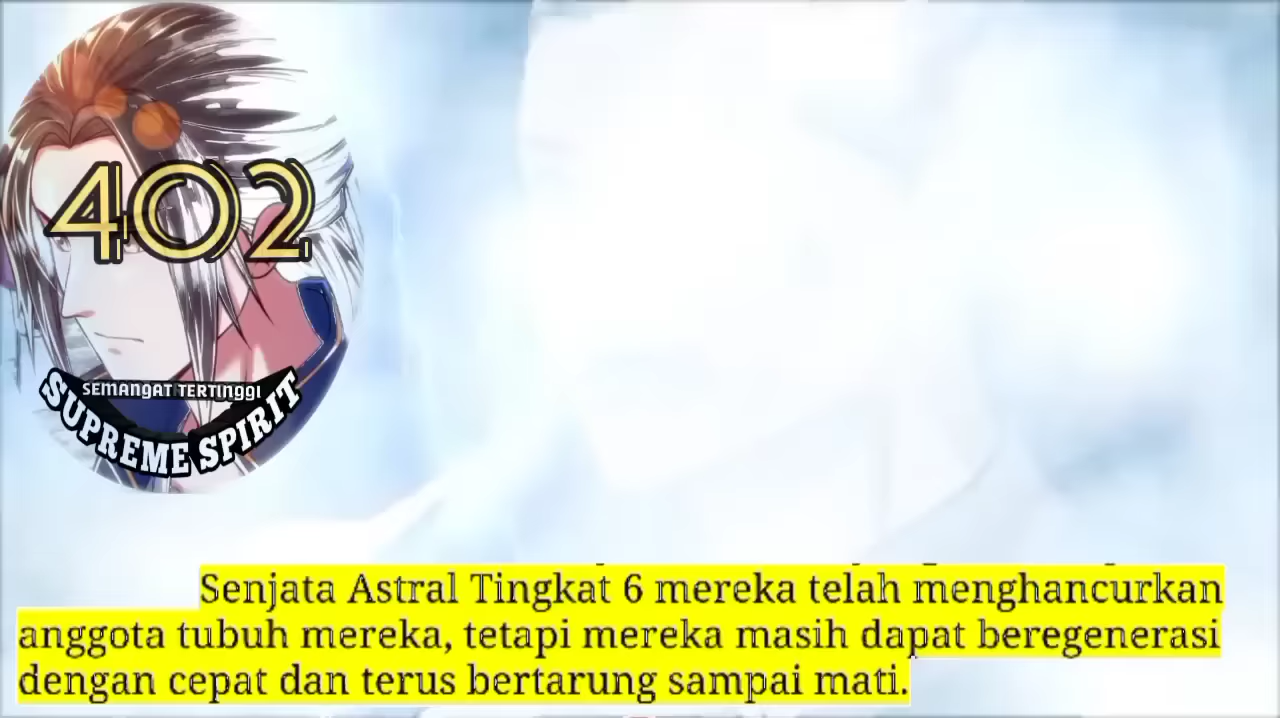 402
SEMANGAT TERTINGGI
SUPREME SPIRIT
Senjata Astral Tingkat 6 mereka telah menghancurkan
anggota tubuh mereka, tetapi mereka masih dapat beregenerasi
dengan cepat dan terus bertarung sampai mati.